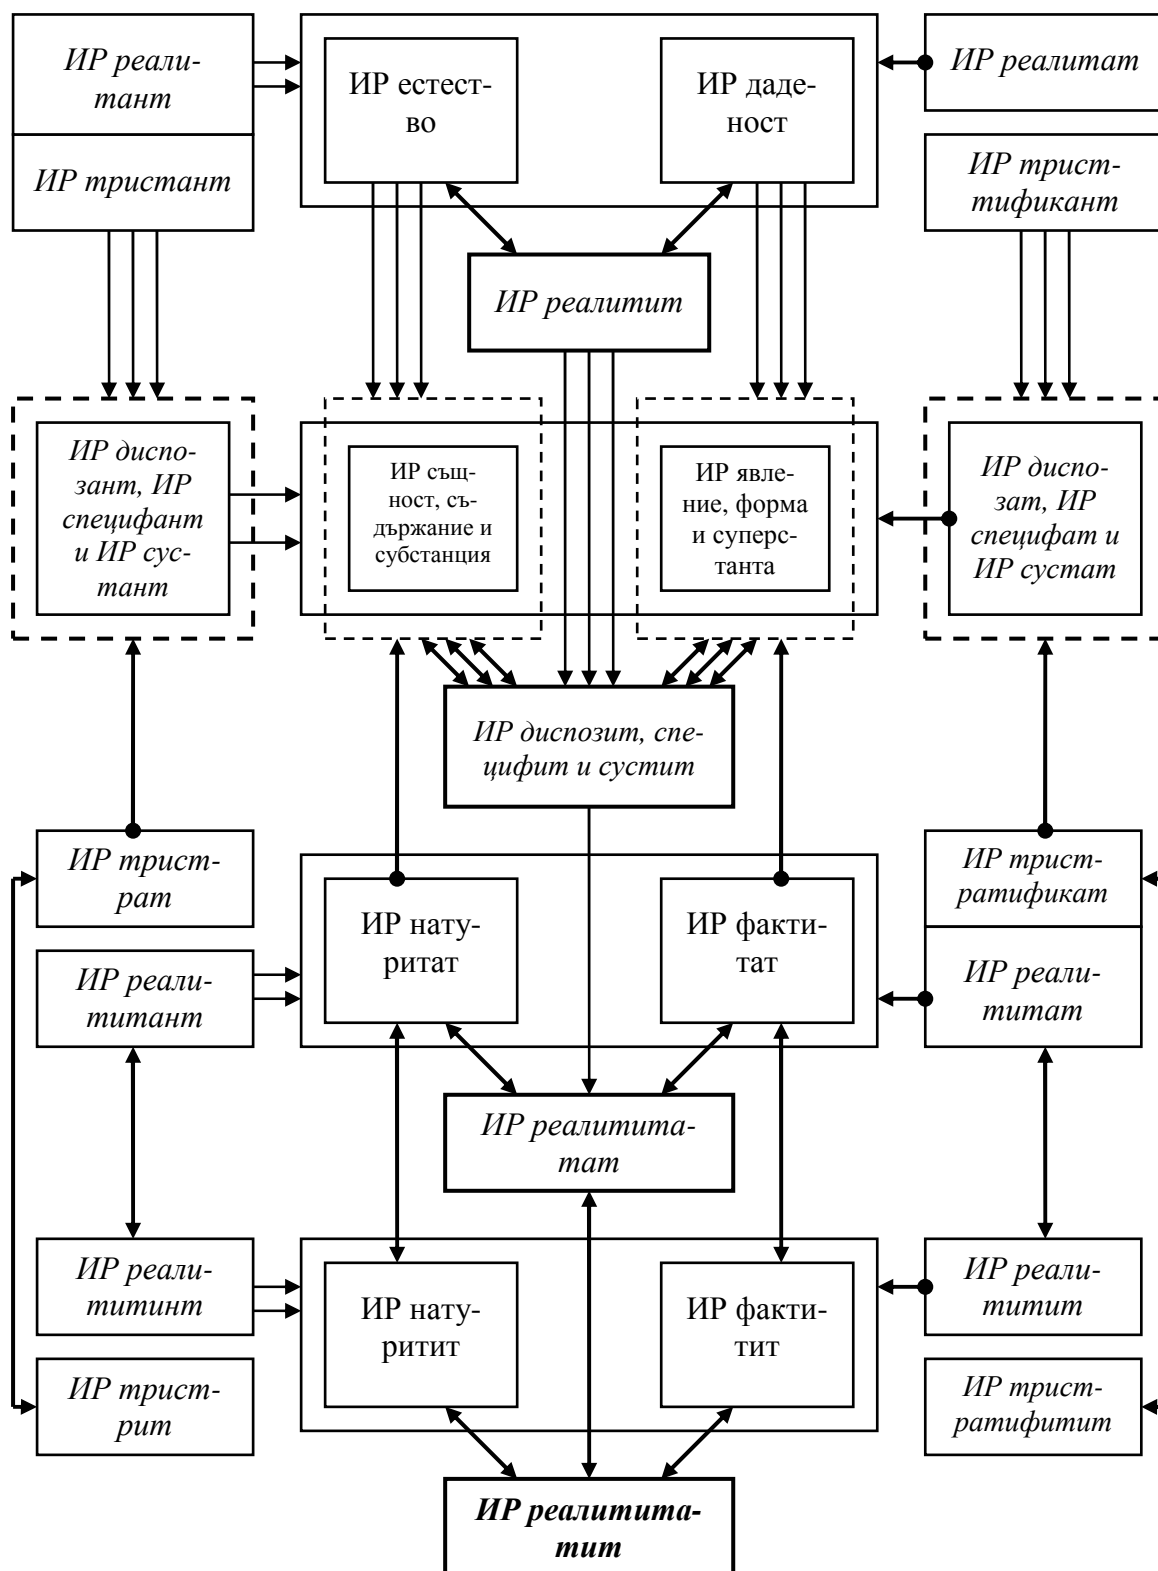 ИР реали-
тант
ИР естест-
во
ИР даде-
ност
ИР реалитат
ИР тристант
ИР трист-
тификант
ИР реалитит
ИР диспо-
зант, ИР
специфант
и ИР сус-
тант
ИР същ-
ност, съ-
държание и
субстанция
ИР явле-
ние, форма
и суперс-
танта
ИР диспо-
зат, ИР
специфат и
ИР сустат
ИР диспозит, спе-
цифит и сустит
ИР трист-
рат
ИР нату-
ритат
ИР факти-
тат
ИР трист-
ратификат
ИР реали-
титант
ИР реали-
титат
ИР реалитита-
тат
ИР реали-
титинт
ИР нату-
ритит
ИР факти-
тит
ИР реали-
титит
ИР трист-
рит
ИР трист-
ратифитит
ИР реалитита-
тит